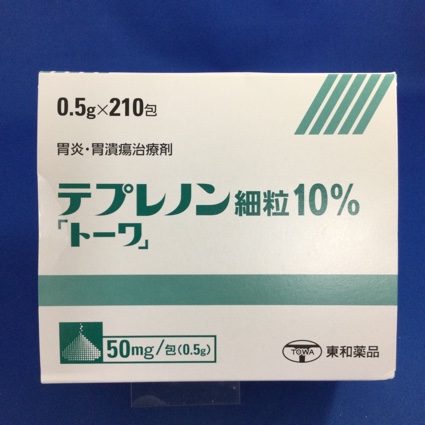 0.5g×210包
胃炎・胃潰瘍治療剤
テプレノン細粒10%
「トーワ」
50mg/包(0.5g)
TOWA 東和薬品